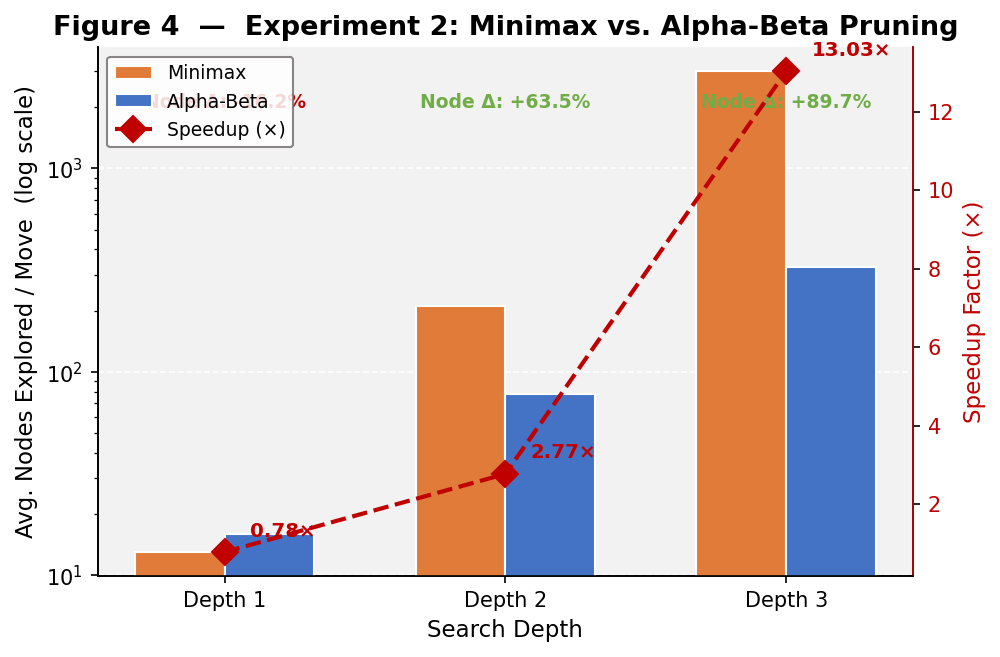 Figure 4 — Experiment 2: Minimax vs. Alpha-Beta Pruning
Minimax
Alpha-Beta
Speedup (×)
Node Δ: +63.5%
Node Δ: +89.7%
13.03×
2.77×
0.78×
Avg. Nodes Explored / Move (log scale)
10³
10²
10¹
Speedup Factor (×)
12
10
8
6
4
2
Depth 1
Depth 2
Depth 3
Search Depth